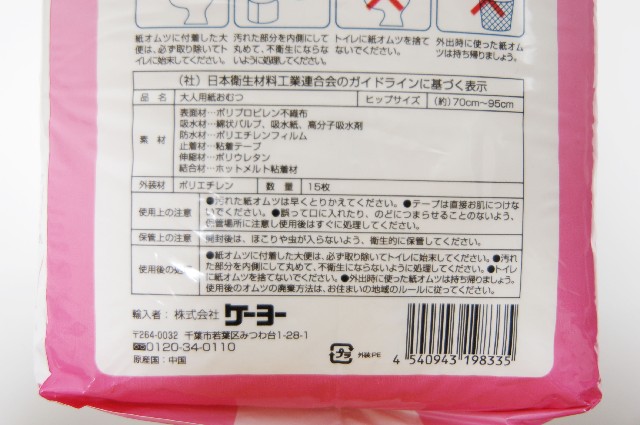 紙オムツに付着した大
便は、必ず取り除いてト
イレに始末してください。
汚れた部分を内側にして
丸めて、不衛生にならな
いように処理してください。
トイレに紙オムツを捨て
ないでください。
外出時に使った紙オム
ツは持ち帰りましょう。
(社)日本衛生材料工業連合会のガイドラインに基づく表示
品名 大人用紙おむつ ヒップサイズ (約)70cm〜95cm
素材
表面材…ポリプロピレン不織布
吸水材…綿状パルプ、吸水紙、高分子吸水剤
防水材…ポリエチレンフィルム
止着材…粘着テープ
伸縮材…ポリウレタン
結合材…ホットメルト粘着材
外装材 ポリエチレン 数量 15枚
使用上の注意
●汚れた紙オムツは早くとりかえてください。●テープは直接お肌につけな
いでください。●誤って口に入れたり、のどにつまらせることのないよう、
保管場所に注意し使用後はすぐに処理してください。
保管上の注意 開封後は、ほこりや虫が入らないよう、衛生的に保管してください。
使用後の処理
●紙オムツに付着した大便は、必ず取り除いてトイレに始末してください。●汚れ
た部分を内側にして丸めて、不衛生にならないように処理してください。●トイレ
に紙オムツを捨てないでください。●外出時に使った紙オムツは持ち帰りましょう。
使用後のオムツの廃棄方法は、お住まいの地域のルールに従ってください。
輸入者：株式会社 ケーヨー
〒264-0032 千葉市若葉区みつわ台1-28-1
0120-34-0110
原産国：中国
プラ 外装PE
4 540943 198335